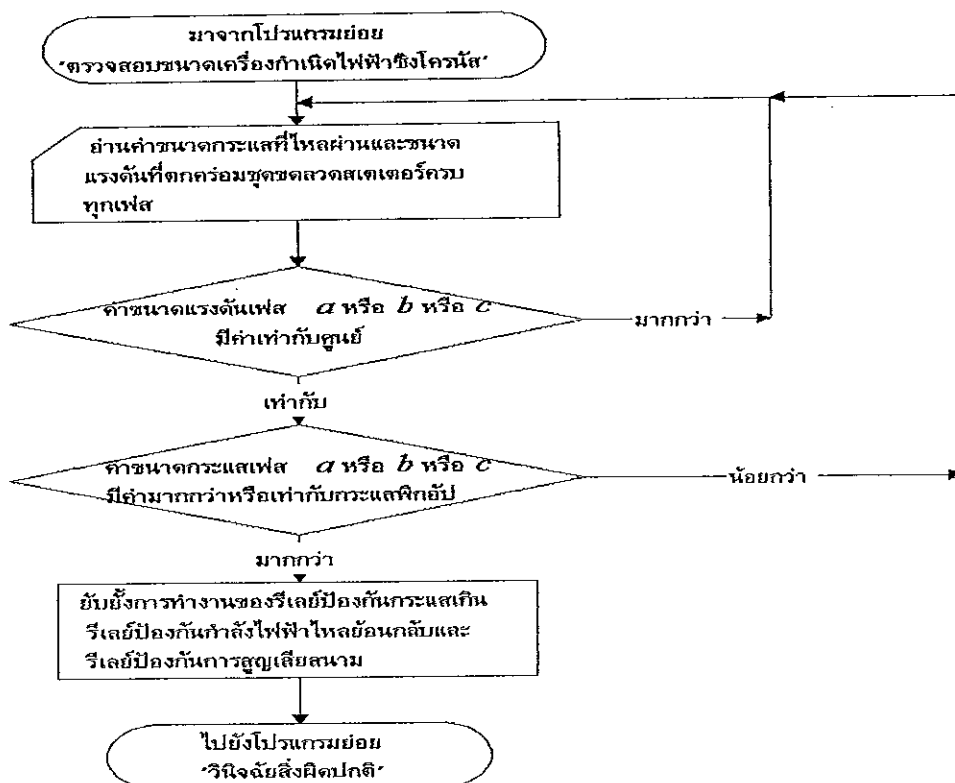 มาจากโปรแกรมย่อย
'ตรวจสอบขนาดเครื่องกำเนิดไฟฟ้าซิงโครนัส'
อ่านค่าขนาดกระแสที่ไหลผ่านและขนาด
แรงดันที่ตกคร่อมชุดขดลวดสเตเตอร์ครบ
ทุกเฟส
ค่าขนาดแรงดันเฟส a หรือ b หรือ c
มีค่าเท่ากับศูนย์
มากกว่า
เท่ากับ
ค่าขนาดกระแสเฟส a หรือ b หรือ c
มีค่ามากกว่าหรือเท่ากับกระแสพิกอัป
น้อยกว่า
มากกว่า
ยับยั้งการทำงานของรีเลย์ป้องกันกระแสเกิน
รีเลย์ป้องกันกำลังไฟฟ้าไหลย้อนกลับและ
รีเลย์ป้องกันการสูญเสียสนาม
ไปยังโปรแกรมย่อย
'วินิจฉัยสิ่งผิดปกติ'